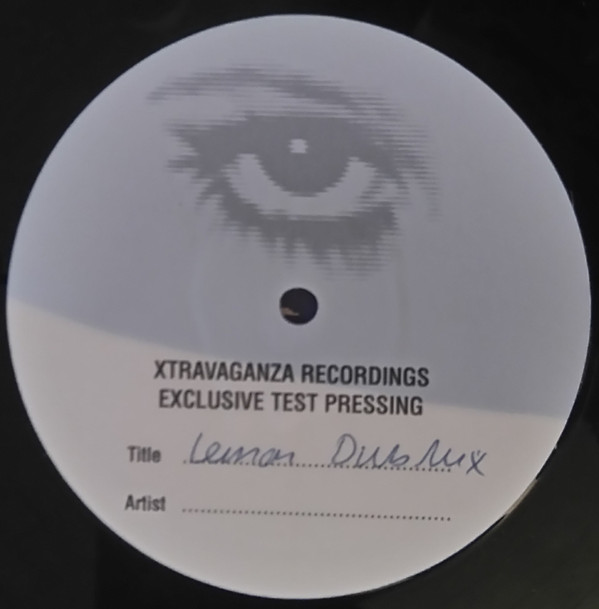 XTRAVAGANZA RECORDINGS
EXCLUSIVE TEST PRESSING
Title Lemon Dub Mix
Artist